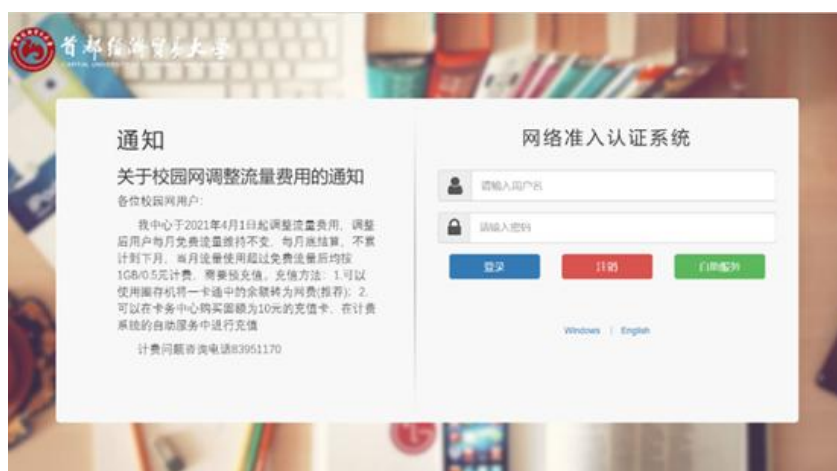 首都经济贸易大学
通知
关于校园网调整流量费用的通知
各位校园网用户:
我中心于2021年4月1日起调整流量费用，调整
后用户每月免费流量维持不变，每月底结算，不累
计到下月，当月流量使用超过免费流量后均按
1GB/0.5元计费，需要预充值。充值方法：1.可以
使用圈存机将一卡通中的余额转为网费(推荐)；2.
可以在卡务中心购买面额为10元的充值卡，在计费
系统的自助服务中进行充值
计费问题咨询电话83951170
网络准入认证系统
请输入用户名
请输入密码
登录 注销 自助服务
Windows | English